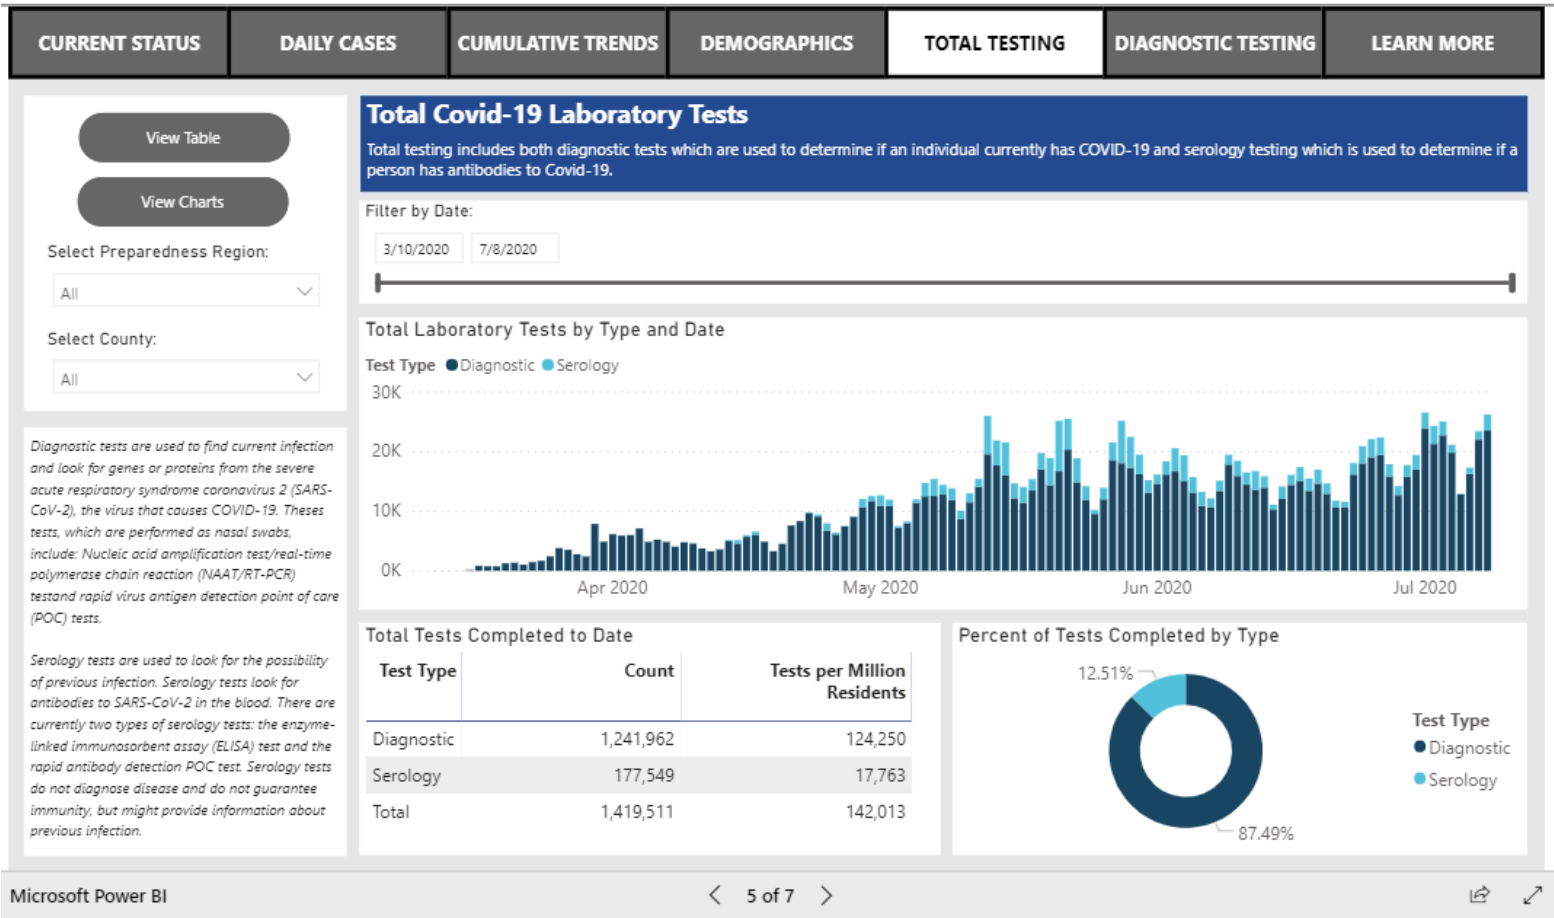 CURRENT STATUS
DAILY CASES
CUMULATIVE TRENDS
DEMOGRAPHICS
TOTAL TESTING
DIAGNOSTIC TESTING
LEARN MORE
View Table
View Charts
Select Preparedness Region:
All
Select County:
All
Diagnostic tests are used to find current infection
and look for genes or proteins from the severe
acute respiratory syndrome coronavirus 2 (SARS-
CoV-2), the virus that causes COVID-19. Theses
tests, which are performed as nasal swabs,
include: Nucleic acid amplification test/real-time
polymerase chain reaction (NAAT/RT-PCR)
testand rapid virus antigen detection point of care
(POC) tests.
Serology tests are used to look for the possibility
of previous infection. Serology tests look for
antibodies to SARS-CoV-2 in the blood. There are
currently two types of serology tests: the enzyme-
linked immunosorbent assay (ELISA) test and the
rapid antibody detection POC test. Serology tests
do not diagnose disease and do not guarantee
immunity, but might provide information about
previous infection.
Total Covid-19 Laboratory Tests
Total testing includes both diagnostic tests which are used to determine if an individual currently has COVID-19 and serology testing which is used to determine if a
person has antibodies to Covid-19.
Filter by Date:
3/10/2020 7/8/2020
Total Laboratory Tests by Type and Date
Test Type Diagnostic Serology
30K
20K
10K
0K
Apr 2020 May 2020 Jun 2020 Jul 2020
Total Tests Completed to Date
Test Type Count Tests per Million
Residents
Diagnostic 1,241,962 124,250
Serology 177,549 17,763
Total 1,419,511 142,013
Percent of Tests Completed by Type
12.51%
87.49%
Test Type
Diagnostic
Serology
Microsoft Power BI
5 of 7